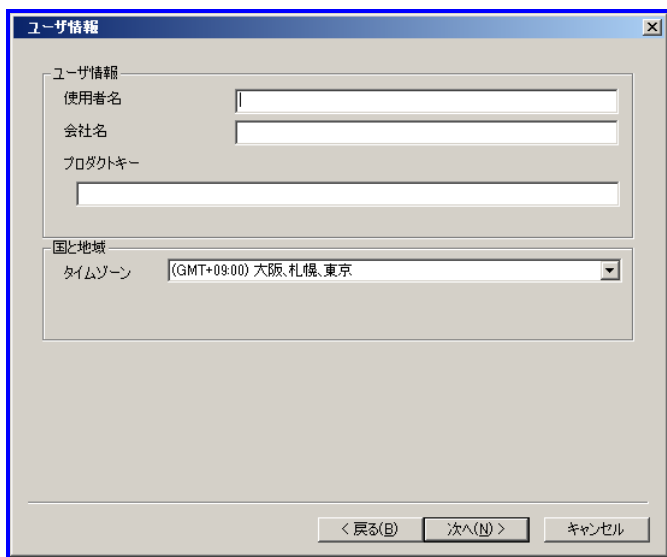 ユーザ情報
ユーザ情報
使用者名
会社名
プロダクトキー
国と地域
タイムゾーン (GMT+09:00) 大阪、札幌、東京
< 戻る(B) 次へ(N) > キャンセル